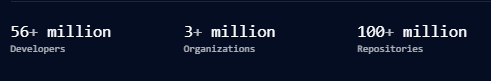 56+ million
Developers
3+ million
Organizations
100+ million
Repositories